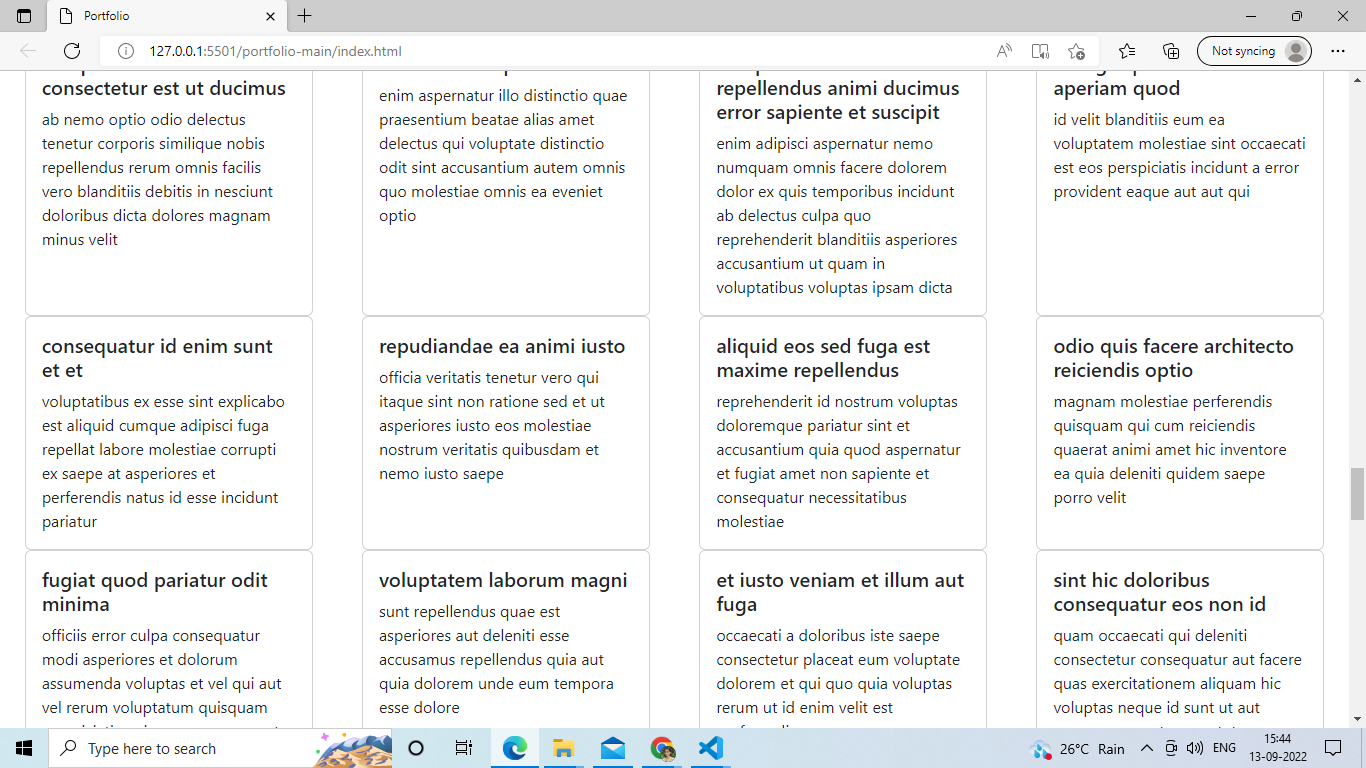 Portfolio
127.0.0.1:5501/portfolio-main/index.html
Not syncing
consectetur est ut ducimus
ab nemo optio odio delectus
tenetur corporis similique nobis
repellendus rerum omnis facilis
vero blanditiis debitis in nesciunt
doloribus dicta dolores magnam
minus velit
enim aspernatur illo distinctio quae
praesentium beatae alias amet
delectus qui voluptate distinctio
odit sint accusantium autem omnis
quo molestiae omnis ea eveniet
optio
repellendus animi ducimus
error sapiente et suscipit
enim adipisci aspernatur nemo
numquam omnis facere dolorem
dolor ex quis temporibus incidunt
ab delectus culpa quo
reprehenderit blanditiis asperiores
accusantium ut quam in
voluptatibus voluptas ipsam dicta
aperiam quod
id velit blanditiis eum ea
voluptatem molestiae sint occaecati
est eos perspiciatis incidunt a error
provident eaque aut aut qui
consequatur id enim sunt
et et
voluptatibus ex esse sint explicabo
est aliquid cumque adipisci fuga
repellat labore molestiae corrupti
ex saepe at asperiores et
perferendis natus id esse incidunt
pariatur
repudiandae ea animi iusto
officia veritatis tenetur vero qui
itaque sint non ratione sed et ut
asperiores iusto eos molestiae
nostrum veritatis quibusdam et
nemo iusto saepe
aliquid eos sed fuga est
maxime repellendus
reprehenderit id nostrum voluptas
doloremque pariatur sint et
accusantium quia quod aspernatur
et fugiat amet non sapiente et
consequatur necessitatibus
molestiae
odio quis facere architecto
reiciendis optio
magnam molestiae perferendis
quisquam qui cum reiciendis
quaerat animi amet hic inventore
ea quia deleniti quidem saepe
porro velit
fugiat quod pariatur odit
minima
officiis error culpa consequatur
modi asperiores et dolorum
assumenda voluptas et vel qui aut
vel rerum voluptatum quisquam
voluptatem laborum magni
sunt repellendus quae est
asperiores aut deleniti esse
accusamus repellendus quia aut
quia dolorem unde eum tempora
esse dolore
et iusto veniam et illum aut
fuga
occaecati a doloribus iste saepe
consectetur placeat eum voluptate
dolorem et qui quo quia voluptas
rerum ut id enim velit est
sint hic doloribus
consequatur eos non id
quam occaecati qui deleniti
consectetur consequatur aut facere
quas exercitationem aliquam hic
voluptas neque id sunt ut aut
Type here to search
26°C Rain
ENG
15:44
13-09-2022